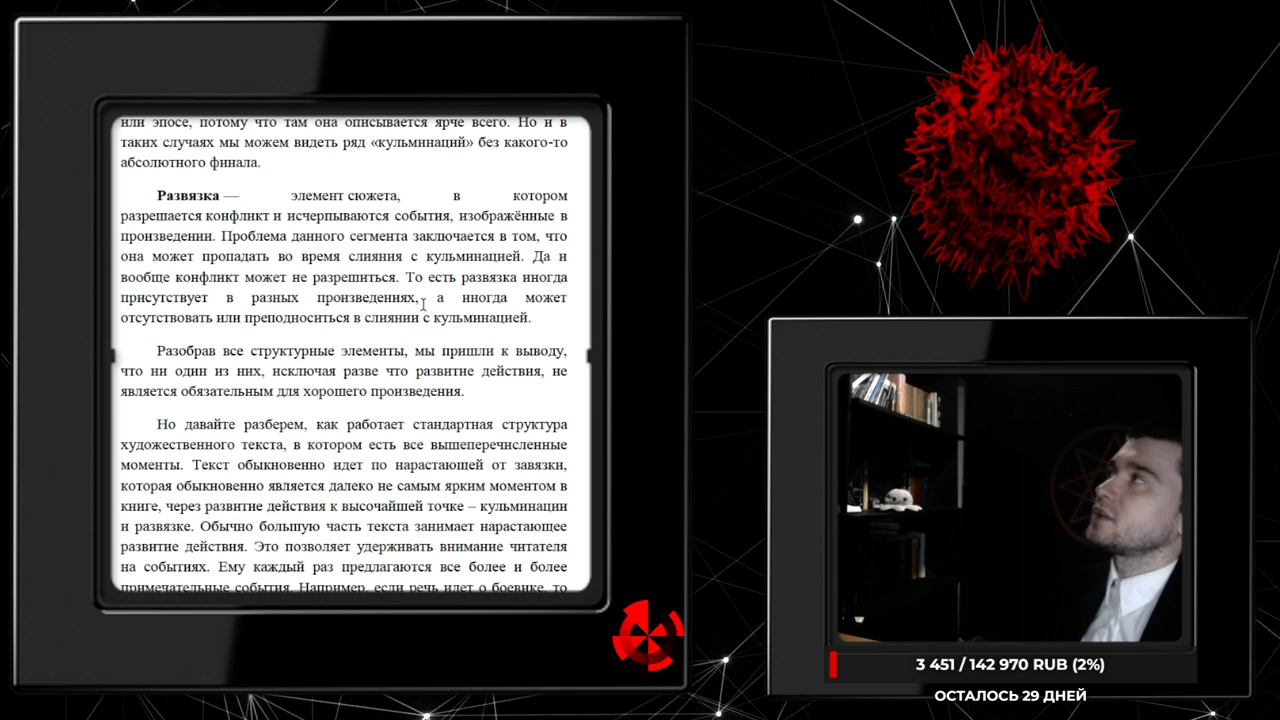 или эпосе, потому что там она описывается ярче всего. Но и в
таких случаях мы можем видеть ряд «кульминаций» без какого-то
абсолютного финала.
Развязка — элемент сюжета, в котором
разрешается конфликт и исчерпываются события, изображённые в
произведении. Проблема данного сегмента заключается в том, что
она может пропадать во время слияния с кульминацией. Да и
вообще конфликт может не разрешиться. То есть развязка иногда
присутствует в разных произведениях, а иногда может
отсутствовать или преподноситься в слиянии с кульминацией.
Разобрав все структурные элементы, мы пришли к выводу,
что ни один из них, исключая разве что развитие действия, не
является обязательным для хорошего произведения.
Но давайте разберем, как работает стандартная структура
художественного текста, в котором есть все вышеперечисленные
моменты. Текст обыкновенно идет по нарастающей от завязки,
которая обыкновенно является далеко не самым ярким моментом в
книге, через развитие действия к высочайшей точке – кульминации
и развязке. Обычно большую часть текста занимает нарастающее
развитие действия. Это позволяет удерживать внимание читателя
на событиях. Ему каждый раз предлагаются все более и более
примечательные события. Например, если речь идет о боевике, то
3 451 / 142 970 RUB (2%)
ОСТАЛОСЬ 29 ДНЕЙ